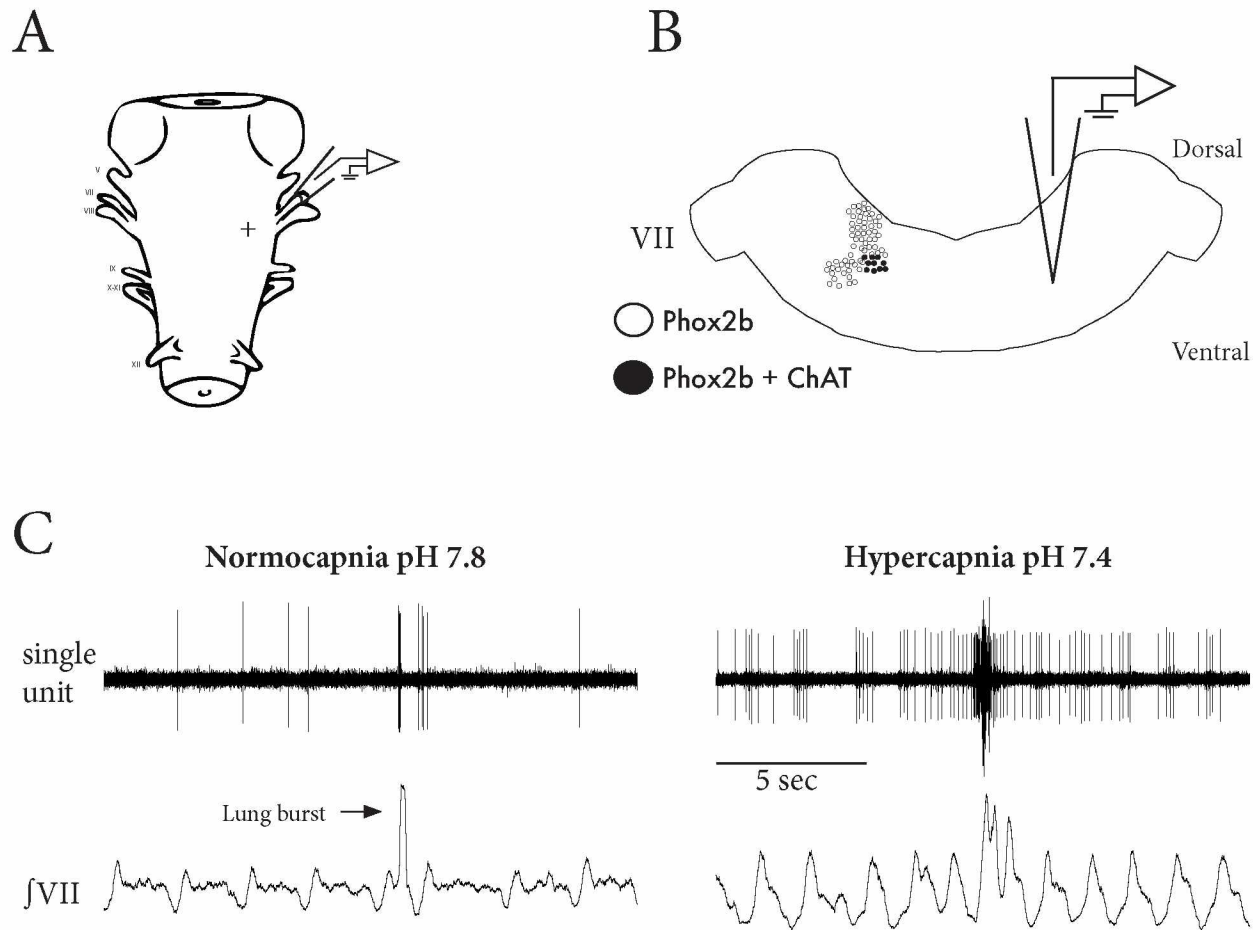 A
B
V
VII
VIII
IX
X-XI
XII
Dorsal
VII
Phox2b
Ventral
Phox2b + ChAT
C
Normocapnia pH 7.8
Hypercapnia pH 7.4
single
unit
5 sec
Lung burst
∫VII